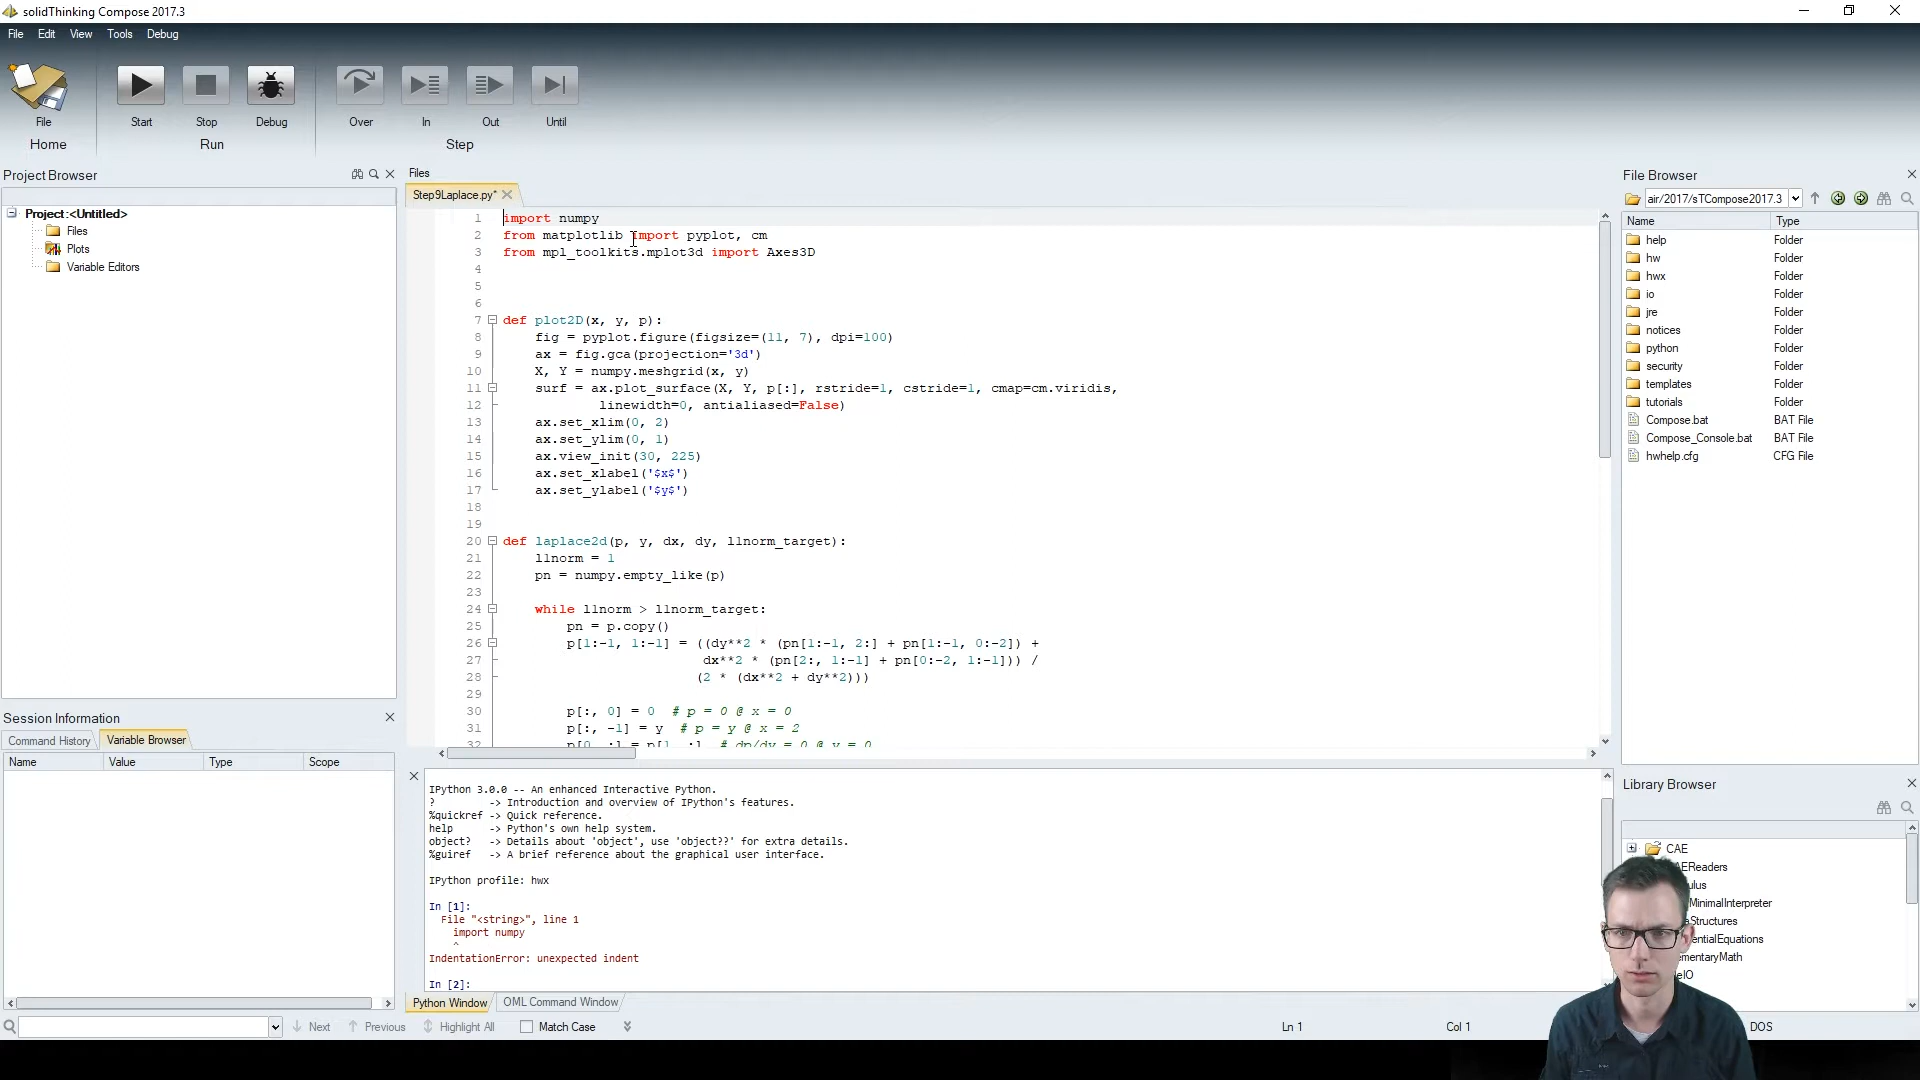 solidThinking Compose 2017.3
File Edit View Tools Debug
File
Start
Stop
Debug
Over
In
Out
Until
Home
Run
Step
Project Browser
Project:<Untitled>
Files
Plots
Variable Editors
Session Information
Command History
Variable Browser
Name Value Type Scope
Files
Step9Laplace.py*
1 import numpy
2 from matplotlib import pyplot, cm
3 from mpl_toolkits.mplot3d import Axes3D
4
5
6
7 def plot2D(x, y, p):
8 fig = pyplot.figure(figsize=(11, 7), dpi=100)
9 ax = fig.gca(projection='3d')
10 X, Y = numpy.meshgrid(x, y)
11 surf = ax.plot_surface(X, Y, p[:], rstride=1, cstride=1, cmap=cm.viridis,
12 linewidth=0, antialiased=False)
13 ax.set_xlim(0, 2)
14 ax.set_ylim(0, 1)
15 ax.view_init(30, 225)
16 ax.set_xlabel('$x$')
17 ax.set_ylabel('$y$')
18
19
20 def laplace2d(p, y, dx, dy, l1norm_target):
21 l1norm = 1
22 pn = numpy.empty_like(p)
23
24 while l1norm > l1norm_target:
25 pn = p.copy()
26 p[1:-1, 1:-1] = ((dy**2 * (pn[1:-1, 2:] + pn[1:-1, 0:-2]) +
27 dx**2 * (pn[2:, 1:-1] + pn[0:-2, 1:-1])) /
28 (2 * (dx**2 + dy**2)))
29
30 p[:, 0] = 0 # p = 0 @ x = 0
31 p[:, -1] = y # p = y @ x = 2
32 p[0, :] = p[1, :] # dp/dy = 0 @ y = 0
IPython 3.0.0 -- An enhanced Interactive Python.
? -> Introduction and overview of IPython's features.
%quickref -> Quick reference.
help -> Python's own help system.
object? -> Details about 'object', use 'object??' for extra details.
%guiref -> A brief reference about the graphical user interface.
IPython profile: hwx
In [1]:
File "<string>", line 1
import numpy
^
IndentationError: unexpected indent
In [2]:
Python Window
OML Command Window
Next
Previous
Highlight All
Match Case
Ln 1
Col 1
DOS
File Browser
air/2017/sTCompose2017.3
Name Type
help Folder
hw Folder
hwx Folder
io Folder
jre Folder
notices Folder
python Folder
security Folder
templates Folder
tutorials Folder
Compose.bat BAT File
Compose_Console.bat BAT File
hwhelp.cfg CFG File
Library Browser
CAE
AEReaders
ulus
MinimalInterpreter
aStructures
entialEquations
mentaryMath
eIO